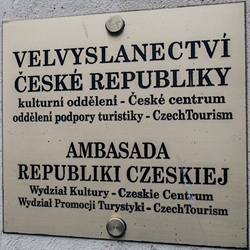 VELVYSLANECTVÍ
ČESKÉ REPUBLIKY
kulturní oddělení - České centrum
oddělení podpory turistiky - CzechTourism
AMBASADA
REPUBLIKI CZESKIEJ
Wydział Kultury - Czeskie Centrum
Wydział Promocji Turystyki - CzechTourism